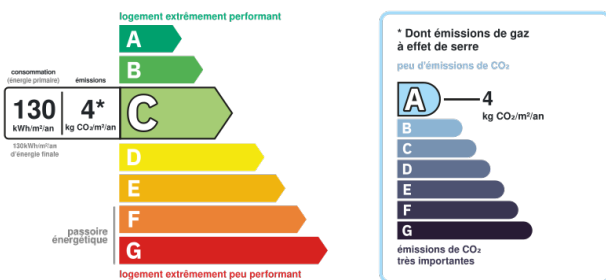 logement extrêmement performant
A
B
consommation
(énergie primaire)
émissions
130
kWh/m²/an
4*
kg CO₂/m²/an
C
130kWh/m²/an
d'énergie finale
D
E
F
G
passoire
énergétique
logement extrêmement peu performant
* Dont émissions de gaz
à effet de serre
peu d'émissions de CO₂
A
4
kg CO₂/m²/an
B
C
D
E
F
G
émissions de CO₂
très importantes